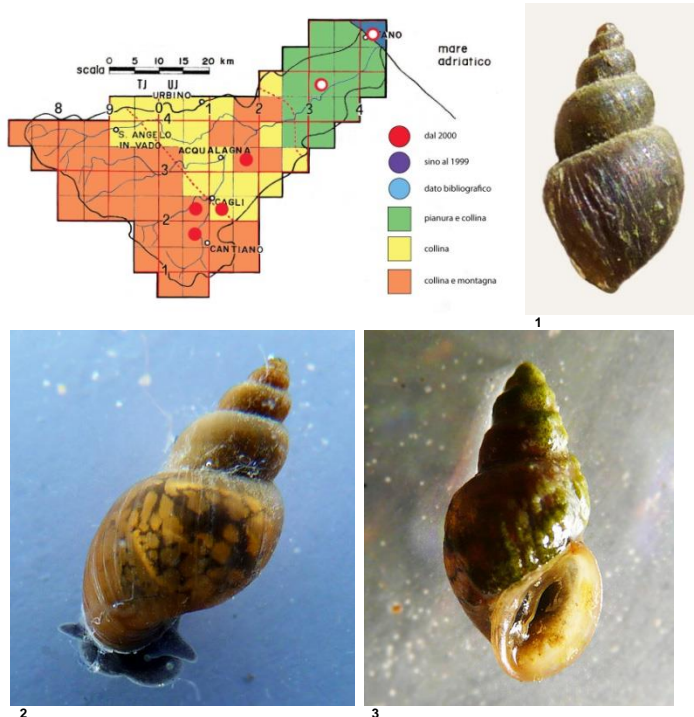 FANO
mare
adriatico
scala 0 5 10 15 20 km
TJ UJ
URBINO
8 9 0 1 2 3 4
4
S. ANGELO
IN VADO
ACQUALAGNA
3
CAGLI
2
CANTIANO
1
dal 2000
sino al 1999
dato bibliografico
pianura e collina
collina
collina e montagna
1
2
3